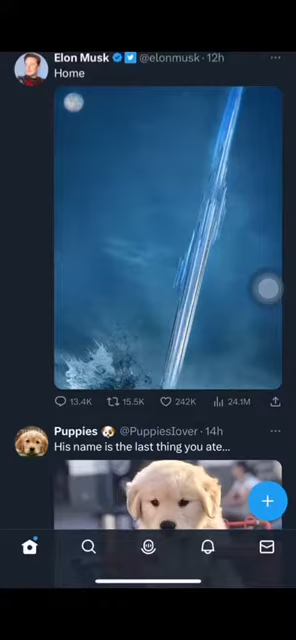 Elon Musk @elonmusk · 12h
Home
13.4K 15.5K 242K 24.1M
Puppies @PuppiesIover · 14h
His name is the last thing you ate...